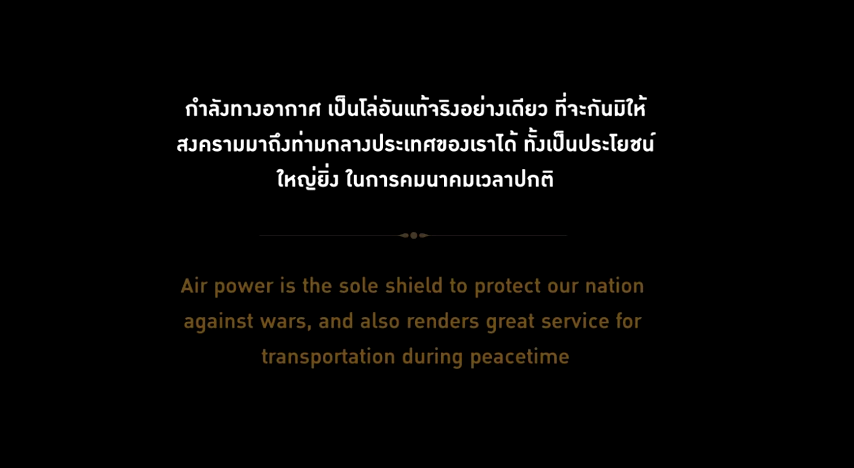 กำลังทางอากาศ เป็นโล่อันแท้จริงอย่างเดียว ที่จะกันมิให้
สงครามมาถึงท่ามกลางประเทศของเราได้ ทั้งเป็นประโยชน์
ใหญ่ยิ่ง ในการคมนาคมเวลาปกติ
Air power is the sole shield to protect our nation
against wars, and also renders great service for
transportation during peacetime